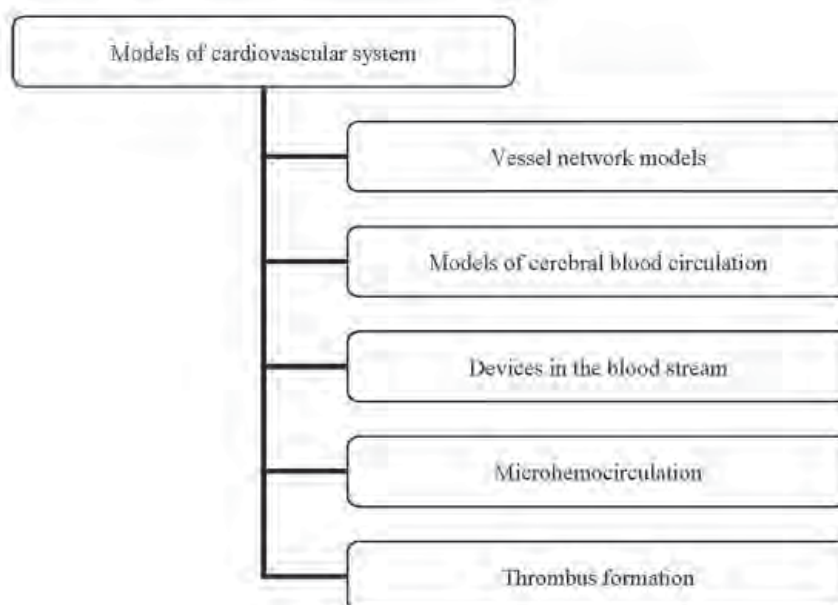 Models of cardiovascular system
Vessel network models
Models of cerebral blood circulation
Devices in the blood stream
Microhemocirculation
Thrombus formation